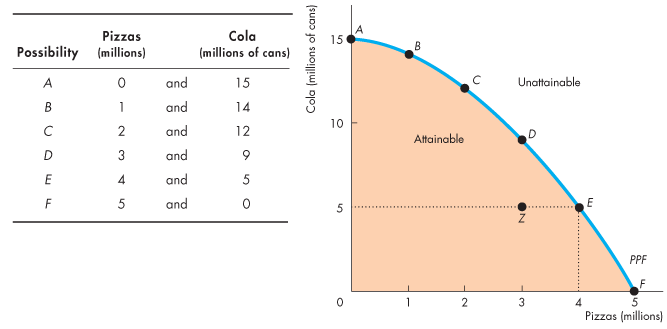 Pizzas Cola
Possibility (millions) (millions of cans)
A 0 and 15
B 1 and 14
C 2 and 12
D 3 and 9
E 4 and 5
F 5 and 0
Cola (millions of cans)
15
10
5
0 1 2 3 4 5
Pizzas (millions)
A
B
C
D
E
F
Z
Unattainable
Attainable
PPF